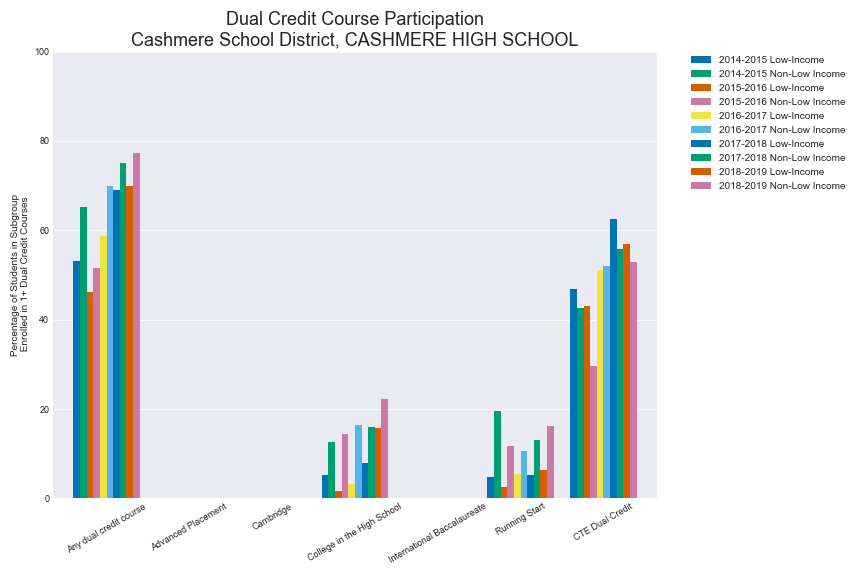 Dual Credit Course Participation
Cashmere School District, CASHMERE HIGH SCHOOL
Percentage of Students in Subgroup
Enrolled in 1+ Dual Credit Courses
100
80
60
40
20
0
Any dual credit course
Advanced Placement
Cambridge
College in the High School
International Baccalaureate
Running Start
CTE Dual Credit
2014-2015 Low-Income
2014-2015 Non-Low Income
2015-2016 Low-Income
2015-2016 Non-Low Income
2016-2017 Low-Income
2016-2017 Non-Low Income
2017-2018 Low-Income
2017-2018 Non-Low Income
2018-2019 Low-Income
2018-2019 Non-Low Income